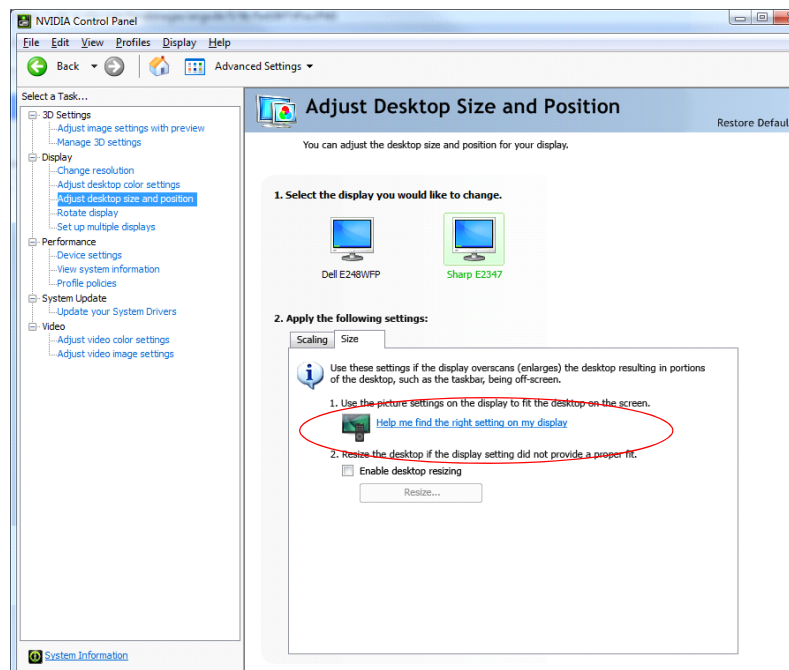 NVIDIA Control Panel
File Edit View Profiles Display Help
Back Advanced Settings
Select a Task...
3D Settings
Adjust image settings with preview
Manage 3D settings
Display
Change resolution
Adjust desktop color settings
Adjust desktop size and position
Rotate display
Set up multiple displays
Performance
Device settings
View system information
Profile policies
System Update
Update your System Drivers
Video
Adjust video color settings
Adjust video image settings
System Information
Adjust Desktop Size and Position
Restore Defaul
You can adjust the desktop size and position for your display.
1. Select the display you would like to change.
Dell E248WFP Sharp E2347
2. Apply the following settings:
Scaling Size
Use these settings if the display overscans (enlarges) the desktop resulting in portions
of the desktop, such as the taskbar, being off-screen.
1. Use the picture settings on the display to fit the desktop on the screen.
Help me find the right setting on my display
2. Resize the desktop if the display setting did not provide a proper fit.
Enable desktop resizing
Resize...